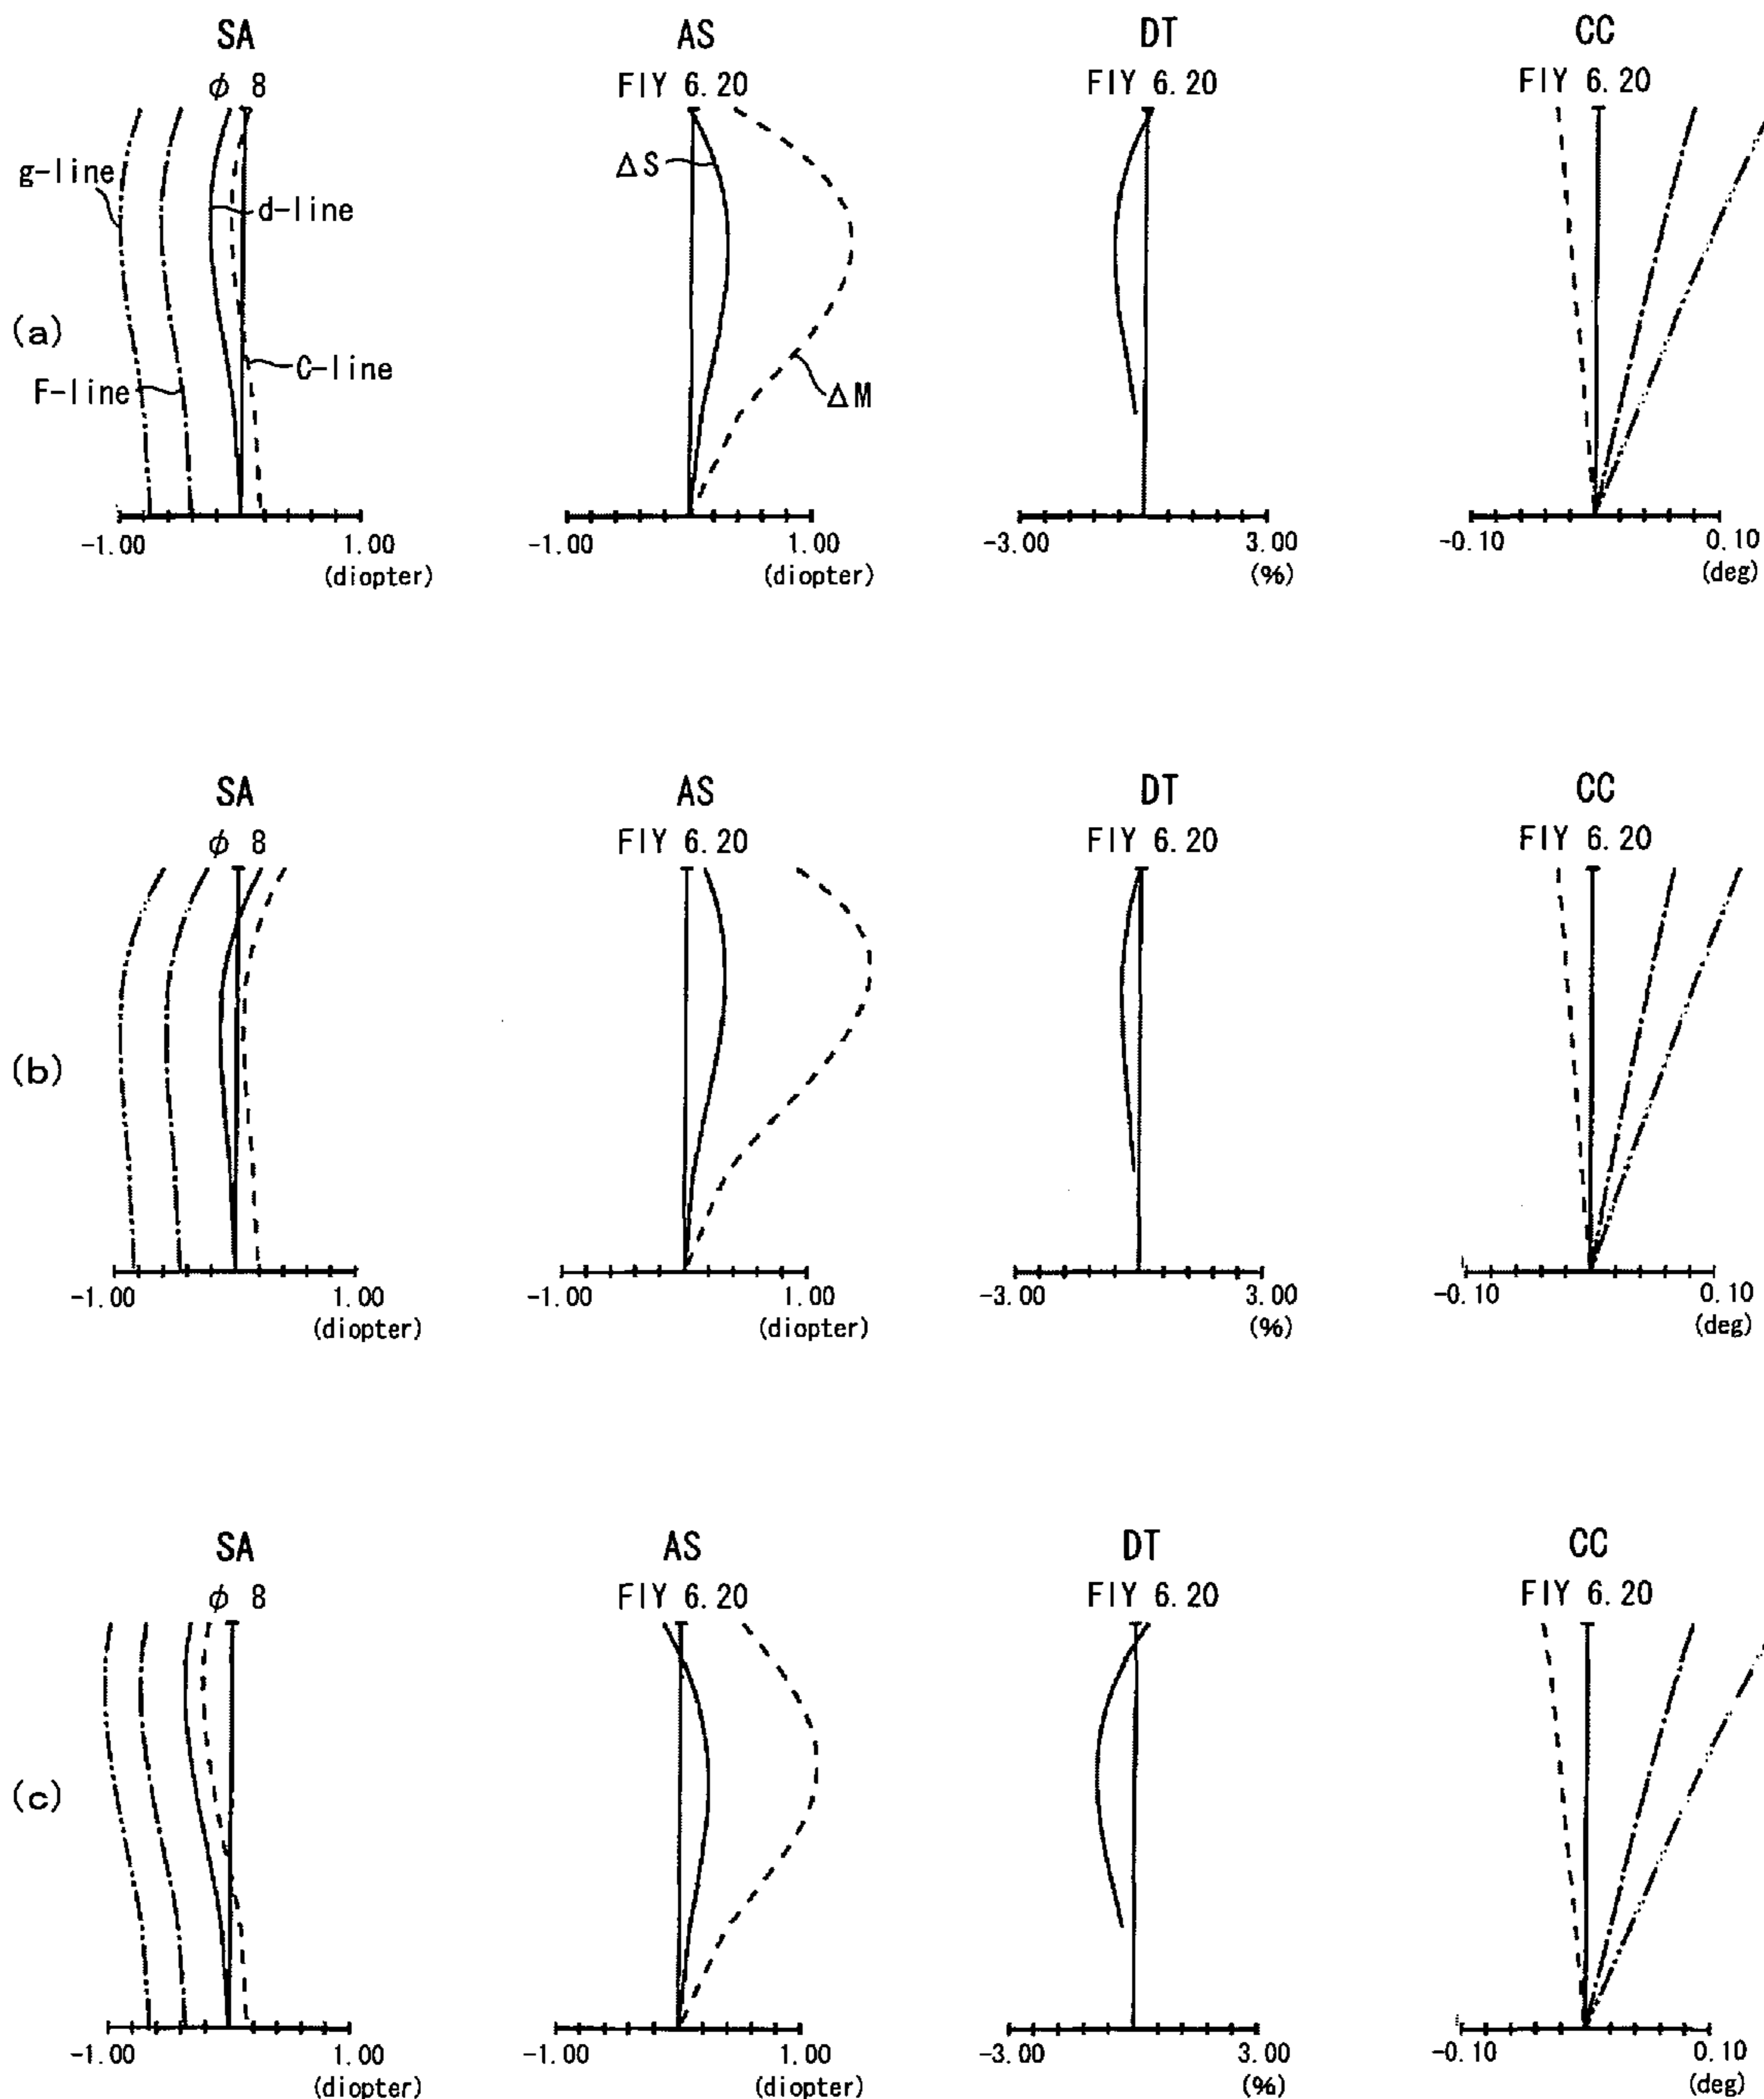 SA AS DT CC
φ 8 FIY 6.20 FIY 6.20 FIY 6.20
g-line
ΔS
d-line
(a)
C-line
F-line
ΔM
-1.00 1.00 -1.00 1.00 -3.00 3.00 -0.10 0.10
(diopter) (diopter) (%) (deg)
SA AS DT CC
φ 8 FIY 6.20 FIY 6.20 FIY 6.20
(b)
-1.00 1.00 -1.00 1.00 -3.00 3.00 -0.10 0.10
(diopter) (diopter) (%) (deg)
SA AS DT CC
φ 8 FIY 6.20 FIY 6.20 FIY 6.20
(c)
-1.00 1.00 -1.00 1.00 -3.00 3.00 -0.10 0.10
(diopter) (diopter) (%) (deg)